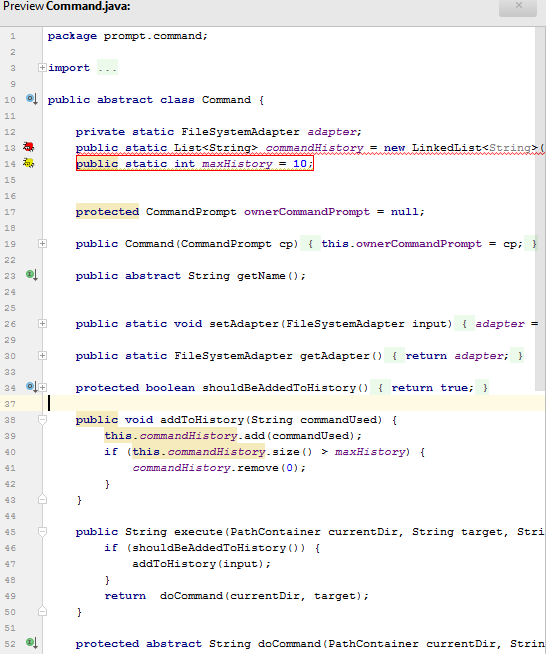 Preview Command.java:
1 package prompt.command;
2
3 import ...
9
10 public abstract class Command {
11
12 private static FileSystemAdapter adapter;
13 public static List<String> commandHistory = new LinkedList<String>(
14 public static int maxHistory = 10;
15
16
17 protected CommandPrompt ownerCommandPrompt = null;
18
19 public Command(CommandPrompt cp) { this.ownerCommandPrompt = cp; }
22
23 public abstract String getName();
24
25
26 public static void setAdapter(FileSystemAdapter input) { adapter =
29
30 public static FileSystemAdapter getAdapter() { return adapter; }
33
34 protected boolean shouldBeAddedToHistory() { return true; }
37
38 public void addToHistory(String commandUsed) {
39 this.commandHistory.add(commandUsed);
40 if (this.commandHistory.size() > maxHistory) {
41 commandHistory.remove(0);
42 }
43 }
44
45 public String execute(PathContainer currentDir, String target, Strin
46 if (shouldBeAddedToHistory()) {
47 addToHistory(input);
48 }
49 return doCommand(currentDir, target);
50 }
51
52 protected abstract String doCommand(PathContainer currentDir, Strin